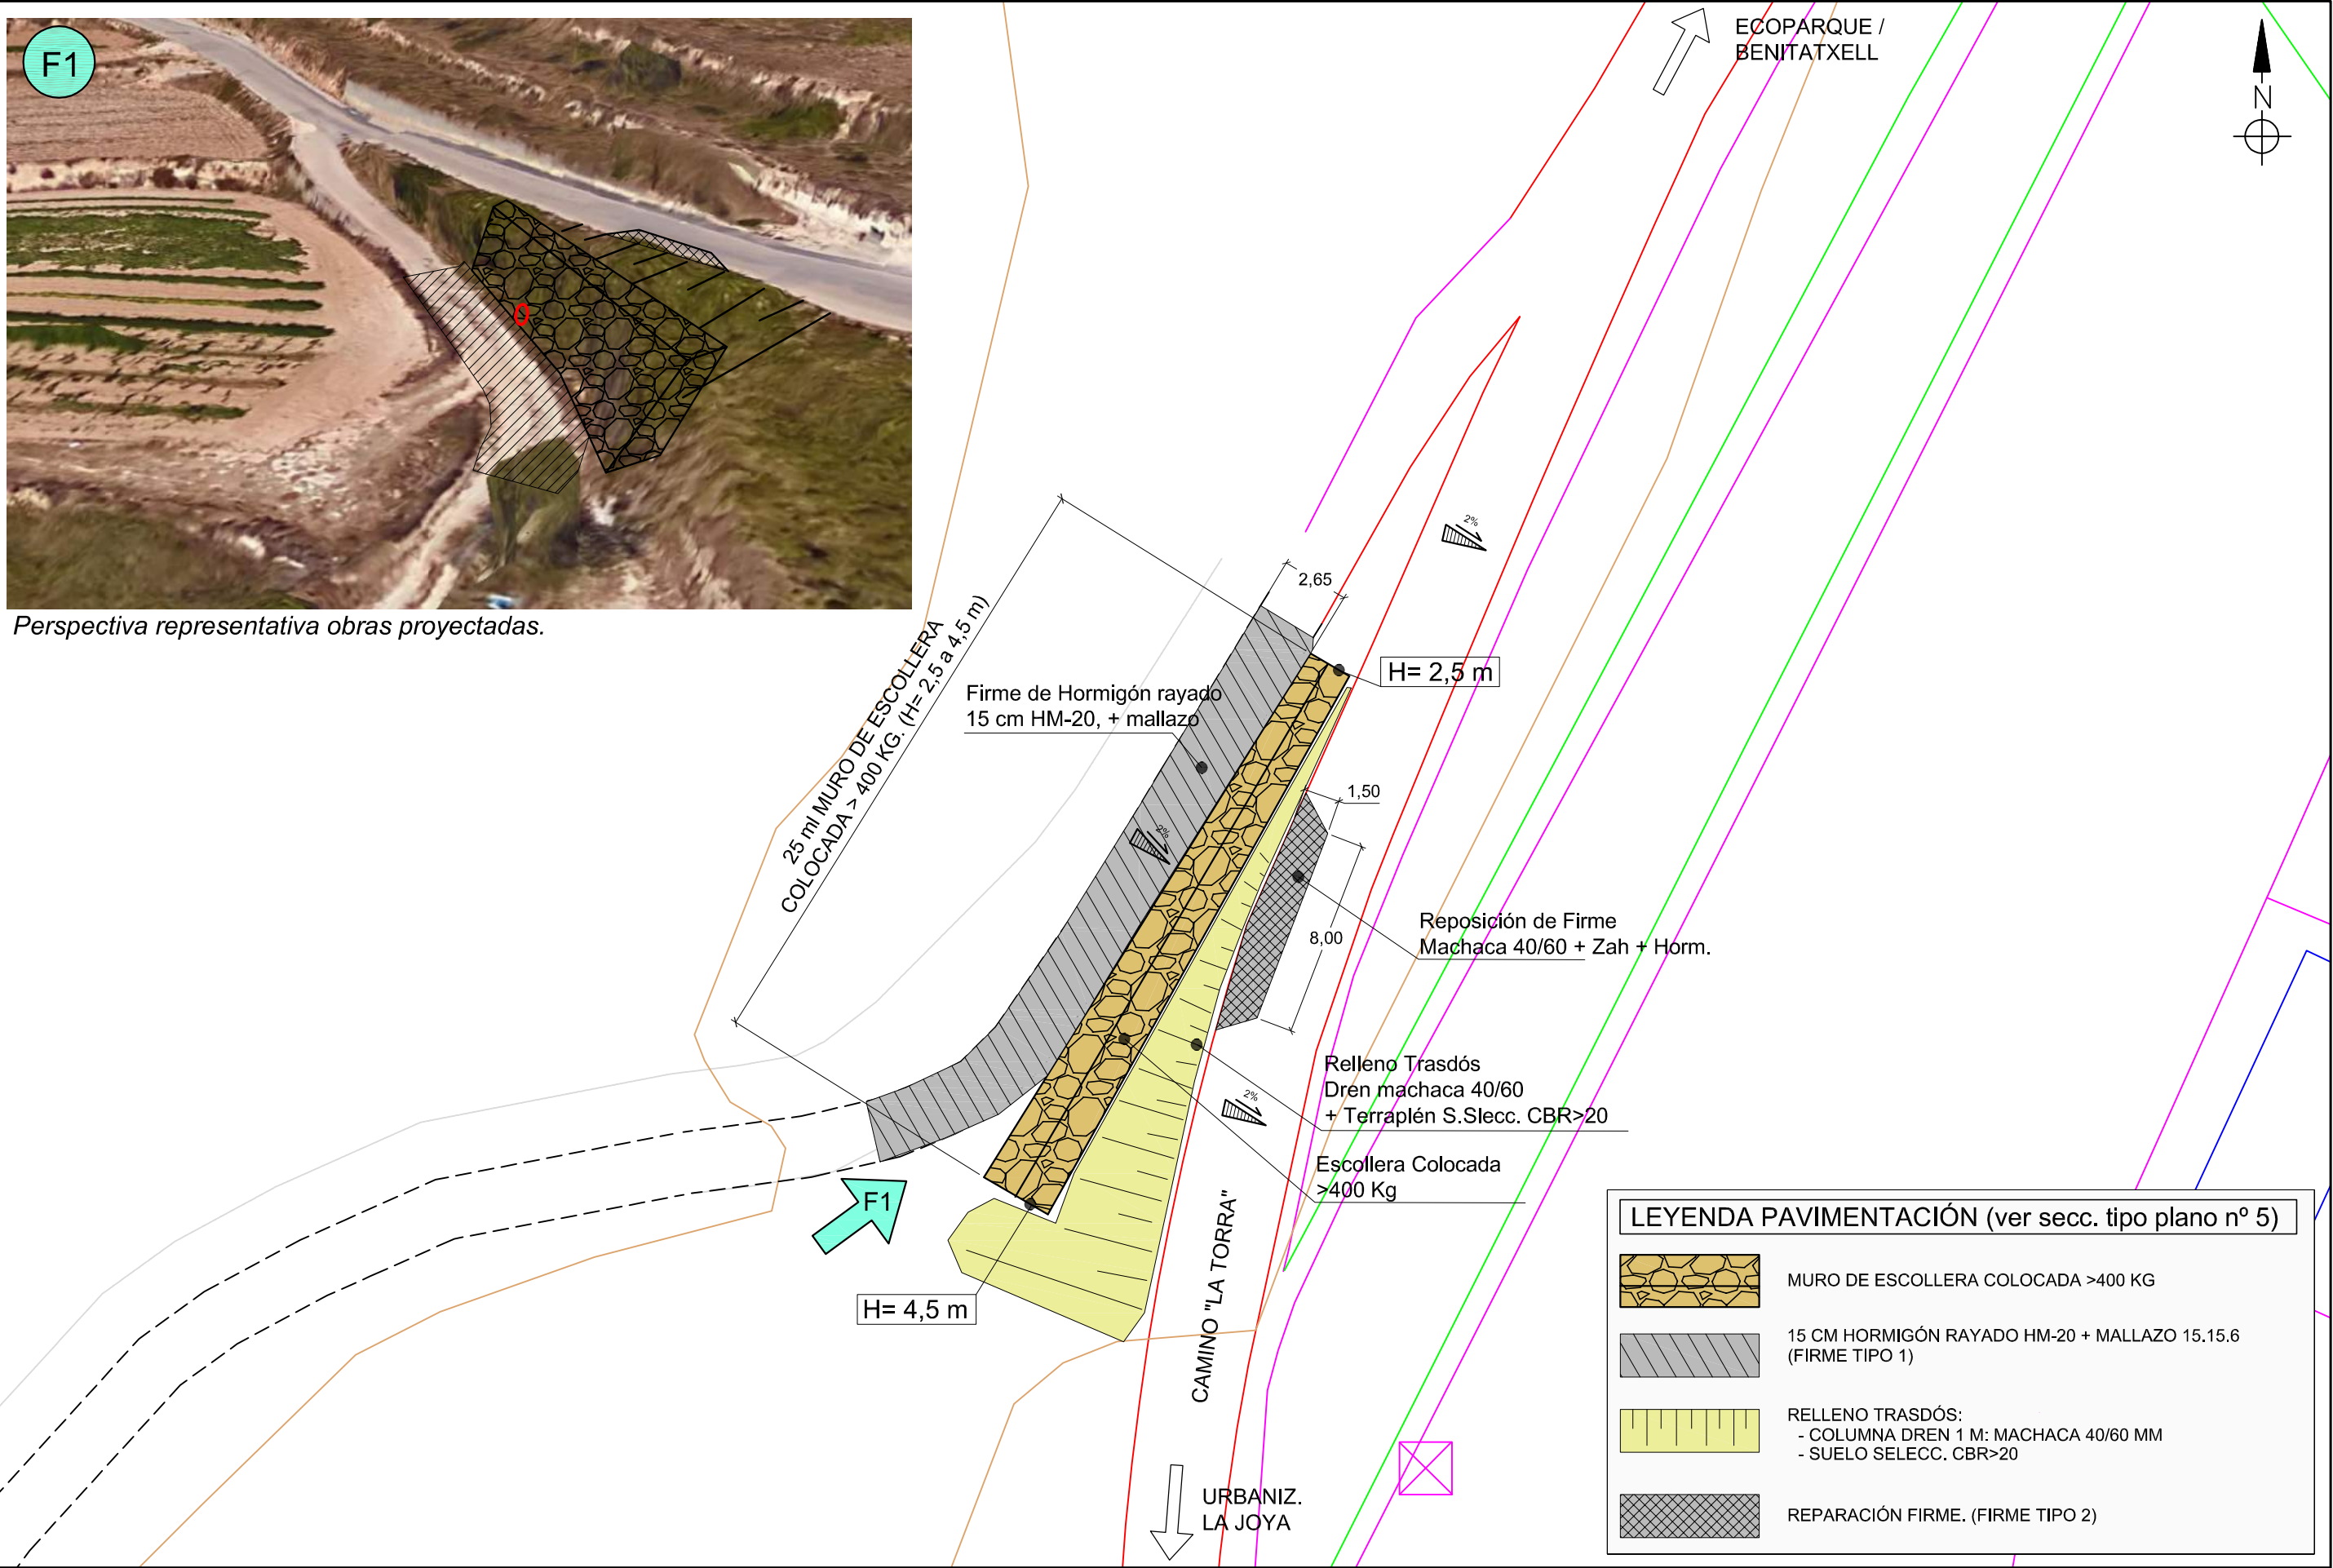 F1
Perspectiva representativa obras proyectadas.
ECOPARQUE /
BENITATXELL
N
2%
2,65
25 ml MURO DE ESCOLLERA
COLOCADA > 400 KG. (H= 2,5 a 4,5 m)
H= 2,5 m
Firme de Hormigón rayado
15 cm HM-20, + mallazo
1,50
2%
8,00
Reposición de Firme
Machaca 40/60 + Zah + Horm.
Relleno Trasdós
Dren machaca 40/60
+ Terraplén S.Slecc. CBR>20
2%
Escollera Colocada
>400 Kg
F1
H= 4,5 m
CAMINO "LA TORRA"
URBANIZ.
LA JOYA
LEYENDA PAVIMENTACIÓN (ver secc. tipo plano nº 5)
MURO DE ESCOLLERA COLOCADA >400 KG
15 CM HORMIGÓN RAYADO HM-20 + MALLAZO 15.15.6
(FIRME TIPO 1)
RELLENO TRASDÓS:
- COLUMNA DREN 1 M: MACHACA 40/60 MM
- SUELO SELECC. CBR>20
REPARACIÓN FIRME. (FIRME TIPO 2)